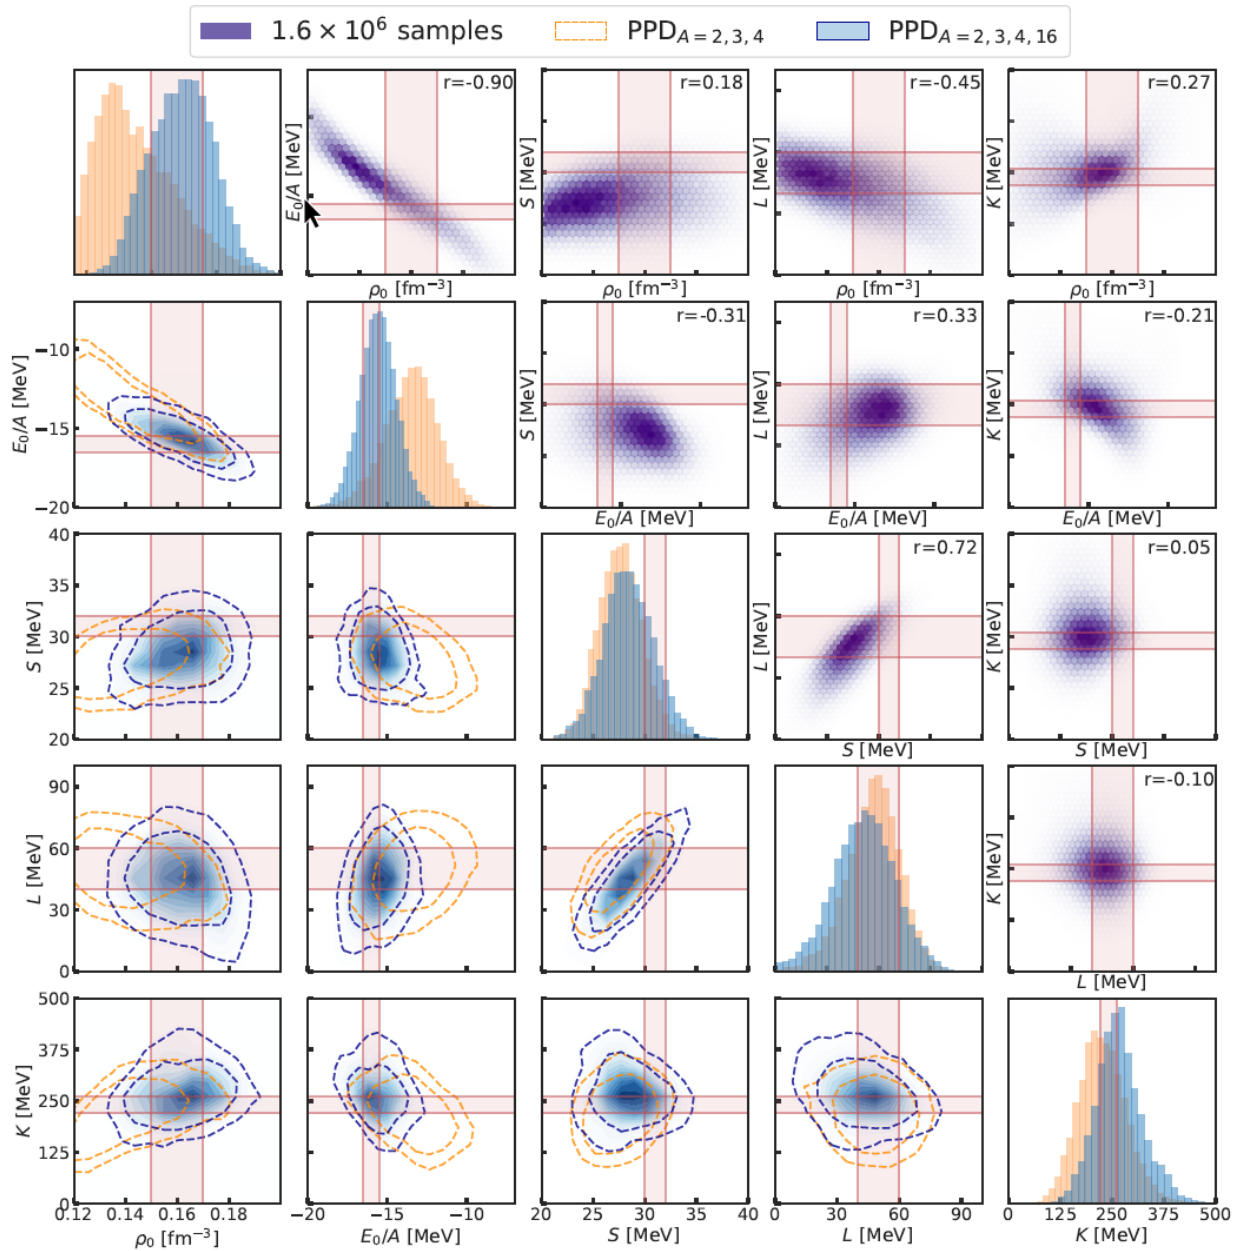 1.6 × 10⁶ samples PPD_A=2,3,4 PPD_A=2,3,4,16
r=-0.90 r=0.18 r=-0.45 r=0.27
E₀/A [MeV] S [MeV] L [MeV] K [MeV]
ρ₀ [fm⁻³] ρ₀ [fm⁻³] ρ₀ [fm⁻³] ρ₀ [fm⁻³]
r=-0.31 r=0.33 r=-0.21
−10
−15
−20
E₀/A [MeV] S [MeV] L [MeV] K [MeV]
E₀/A [MeV] E₀/A [MeV] E₀/A [MeV]
r=0.72 r=0.05
40
35
30
25
20
S [MeV] L [MeV] K [MeV]
S [MeV] S [MeV]
r=-0.10
90
60
30
0
L [MeV] K [MeV]
L [MeV]
500
375
250
125
0
K [MeV]
0.12 0.14 0.16 0.18 −20 −15 −10 20 25 30 35 40 0 30 60 90 0 125 250 375 500
ρ₀ [fm⁻³] E₀/A [MeV] S [MeV] L [MeV] K [MeV]